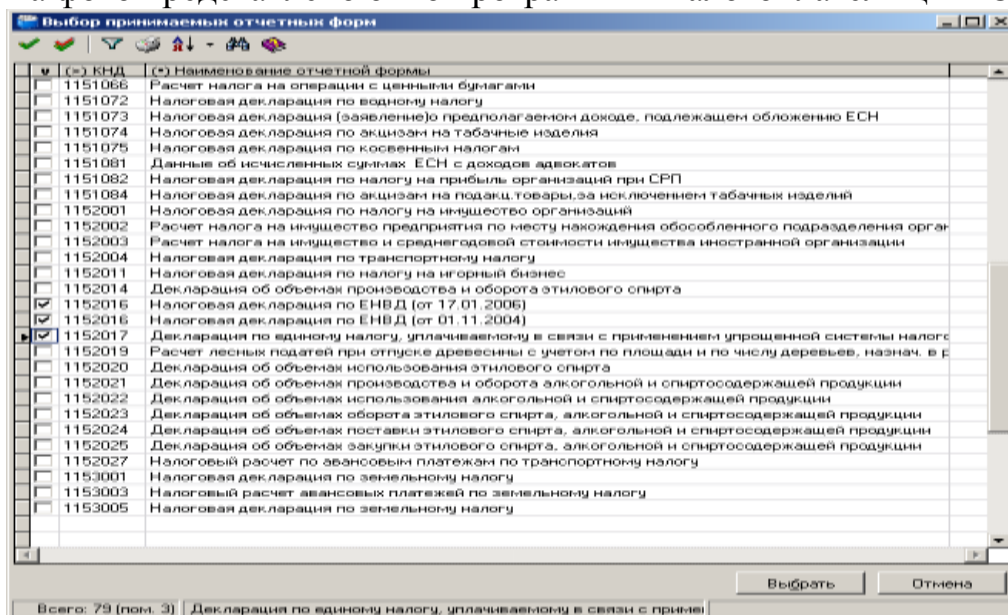 Выбор принимаемых отчетных форм
(=) КНД (*) Наименование отчетной формы
1151066 Расчет налога на операции с ценными бумагами
1151072 Налоговая декларация по водному налогу
1151073 Налоговая декларация (заявление)о предполагаемом доходе, подлежащем обложению ЕСН
1151074 Налоговая декларация по акцизам на табачные изделия
1151075 Налоговая декларация по косвенным налогам
1151081 Данные об исчисленных суммах ЕСН с доходов адвокатов
1151082 Налоговая декларация по налогу на прибыль организаций при СРП
1151084 Налоговая декларация по акцизам на подакц.товары,за исключением табачных изделий
1152001 Налоговая декларация по налогу на имущество организаций
1152002 Расчет налога на имущество предприятия по месту нахождения обособленного подразделения орган
1152003 Расчет налога на имущество и среднегодовой стоимости имущества иностранной организации
1152004 Налоговая декларация по транспортному налогу
1152011 Налоговая декларация по налогу на игорный бизнес
1152014 Декларация об объемах производства и оборота этилового спирта
1152016 Налоговая декларация по ЕНВД (от 17.01.2006)
1152016 Налоговая декларация по ЕНВД (от 01.11.2004)
1152017 Декларация по единому налогу, уплачиваемому в связи с применением упрощенной системы налого
1152019 Расчет лесных податей при отпуске древесины с учетом по площади и по числу деревьев, назнач. в р
1152020 Декларация об объемах использования этилового спирта
1152021 Декларация об объемах производства и оборота алкогольной и спиртосодержащей продукции
1152022 Декларация об объемах использования алкогольной и спиртосодержащей продукции
1152023 Декларация об объемах оборота этилового спирта, алкогольной и спиртосодержащей продукции
1152024 Декларация об объемах поставки этилового спирта, алкогольной и спиртосодержащей продукции
1152025 Декларация об объемах закупки этилового спирта, алкогольной и спиртосодержащей продукции
1152027 Налоговый расчет по авансовым платежам по транспортному налогу
1153001 Налоговая декларация по земельному налогу
1153003 Налоговый расчет авансовых платежей по земельному налогу
1153005 Налоговая декларация по земельному налогу
Выбрать Отмена
Всего: 79 (пом. 3) Декларация по единому налогу, уплачиваемому в связи с приме